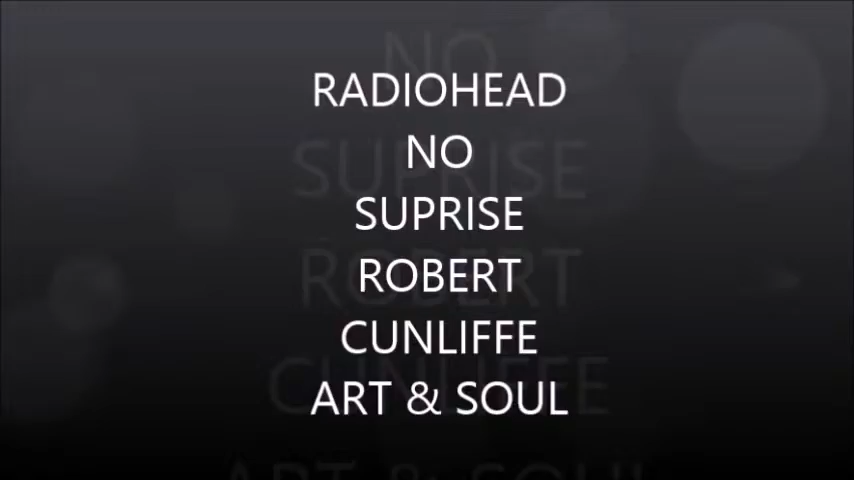 RADIOHEAD
NO
SUPRISE
ROBERT
CUNLIFFE
ART & SOUL